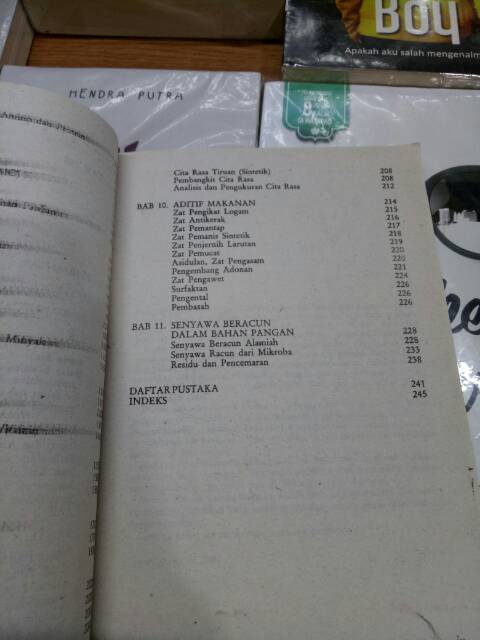 Boy
Apakah aku salah mengenalm
HENDRA PUTRA
Cita Rasa Tiruan (Sintetik) 208
Pembangkit Cita Rasa 208
Analisis dan Pengukuran Cita Rasa 212
BAB 10. ADITIF MAKANAN 214
Zat Pengikat Logam 215
Zat Antikerak 216
Zat Pemantap 217
Zat Pemanis Sintetik 218
Zat Penjernih Larutan 219
Zat Pemucat 220
Asidulan, Zat Pengasam 220
Pengembang Adonan 221
Zat Pengawet 224
Surfaktan 226
Pengental 226
Pembasah 226
BAB 11. SENYAWA BERACUN
DALAM BAHAN PANGAN 228
Senyawa Beracun Alamiah 228
Senyawa Racun dari Mikroba 233
Residu dan Pencemaran 238
DAFTAR PUSTAKA 241
INDEKS 245